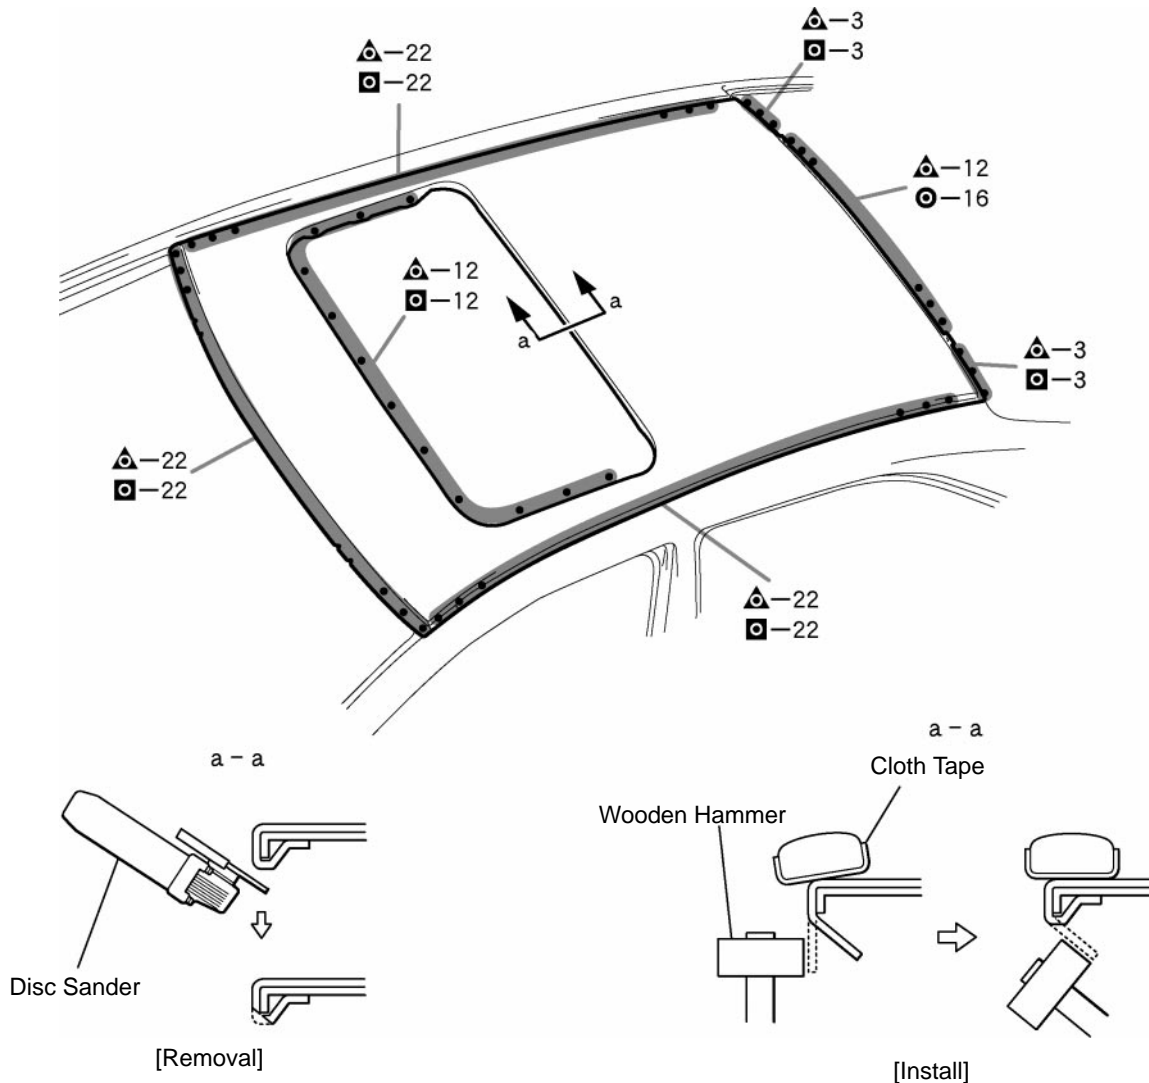 —3
—3
—22
—22
—12
—16
—12
—12
a
a
—3
—3
—22
—22
—22
—22
a – a
a – a
Cloth Tape
Wooden Hammer
Disc Sander
[Removal]
[Install]